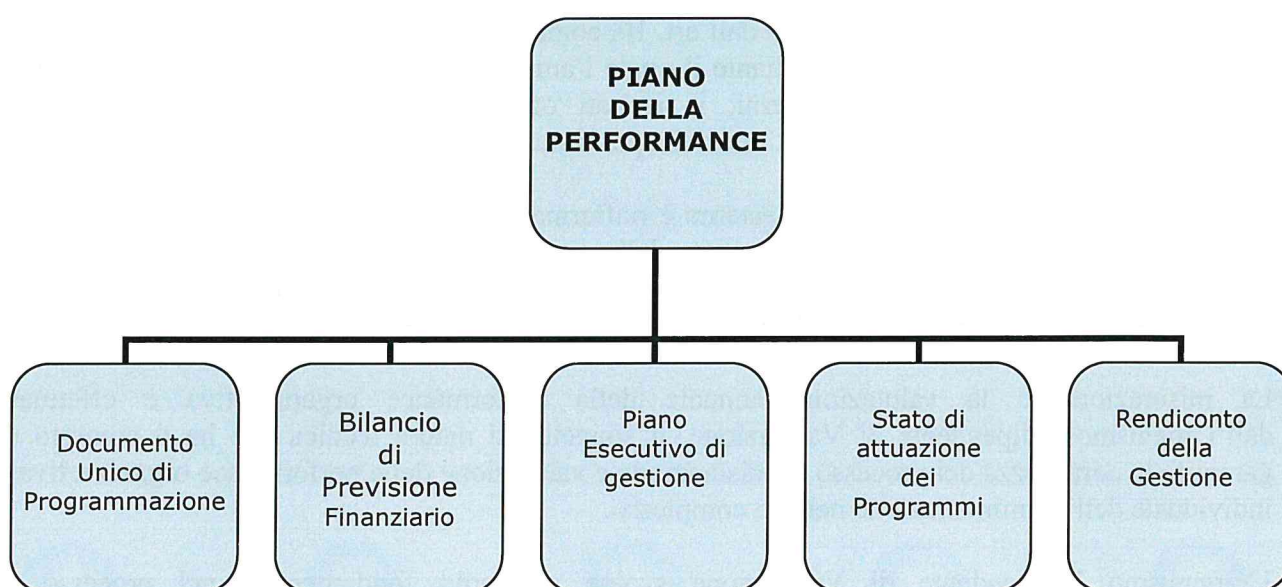 PIANO
DELLA
PERFORMANCE
Documento
Unico di
Programmazione
Bilancio
di
Previsione
Finanziario
Piano
Esecutivo di
gestione
Stato di
attuazione
dei
Programmi
Rendiconto
della
Gestione